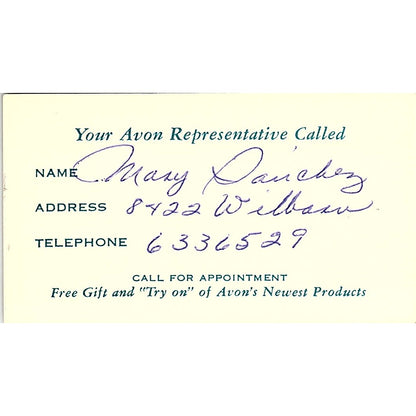 Your Avon Representative Called
NAME Mary Sanchez
ADDRESS 8422 Wilbarn
TELEPHONE 6336529
CALL FOR APPOINTMENT
Free Gift and "Try on" of Avon's Newest Products